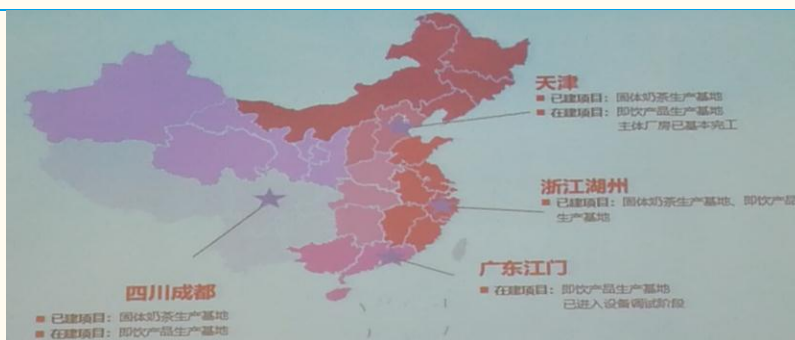 天津
已建项目：固体奶茶生产基地
在建项目：即饮产品生产基地
主体厂房已基本完工
浙江湖州
已建项目：固体奶茶生产基地、即饮产品
生产基地
广东江门
在建项目：即饮产品生产基地
已进入设备调试阶段
四川成都
已建项目：固体奶茶生产基地
在建项目：即饮产品生产基地